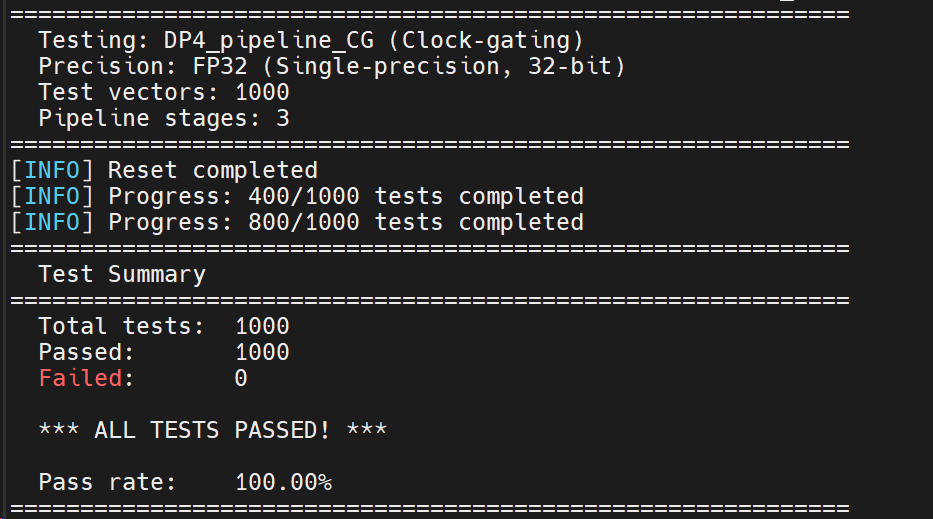 ============================================================
Testing: DP4_pipeline_CG (Clock-gating)
Precision: FP32 (Single-precision, 32-bit)
Test vectors: 1000
Pipeline stages: 3
============================================================
[INFO] Reset completed
[INFO] Progress: 400/1000 tests completed
[INFO] Progress: 800/1000 tests completed
============================================================
Test Summary
============================================================
Total tests: 1000
Passed: 1000
Failed: 0
*** ALL TESTS PASSED! ***
Pass rate: 100.00%
============================================================